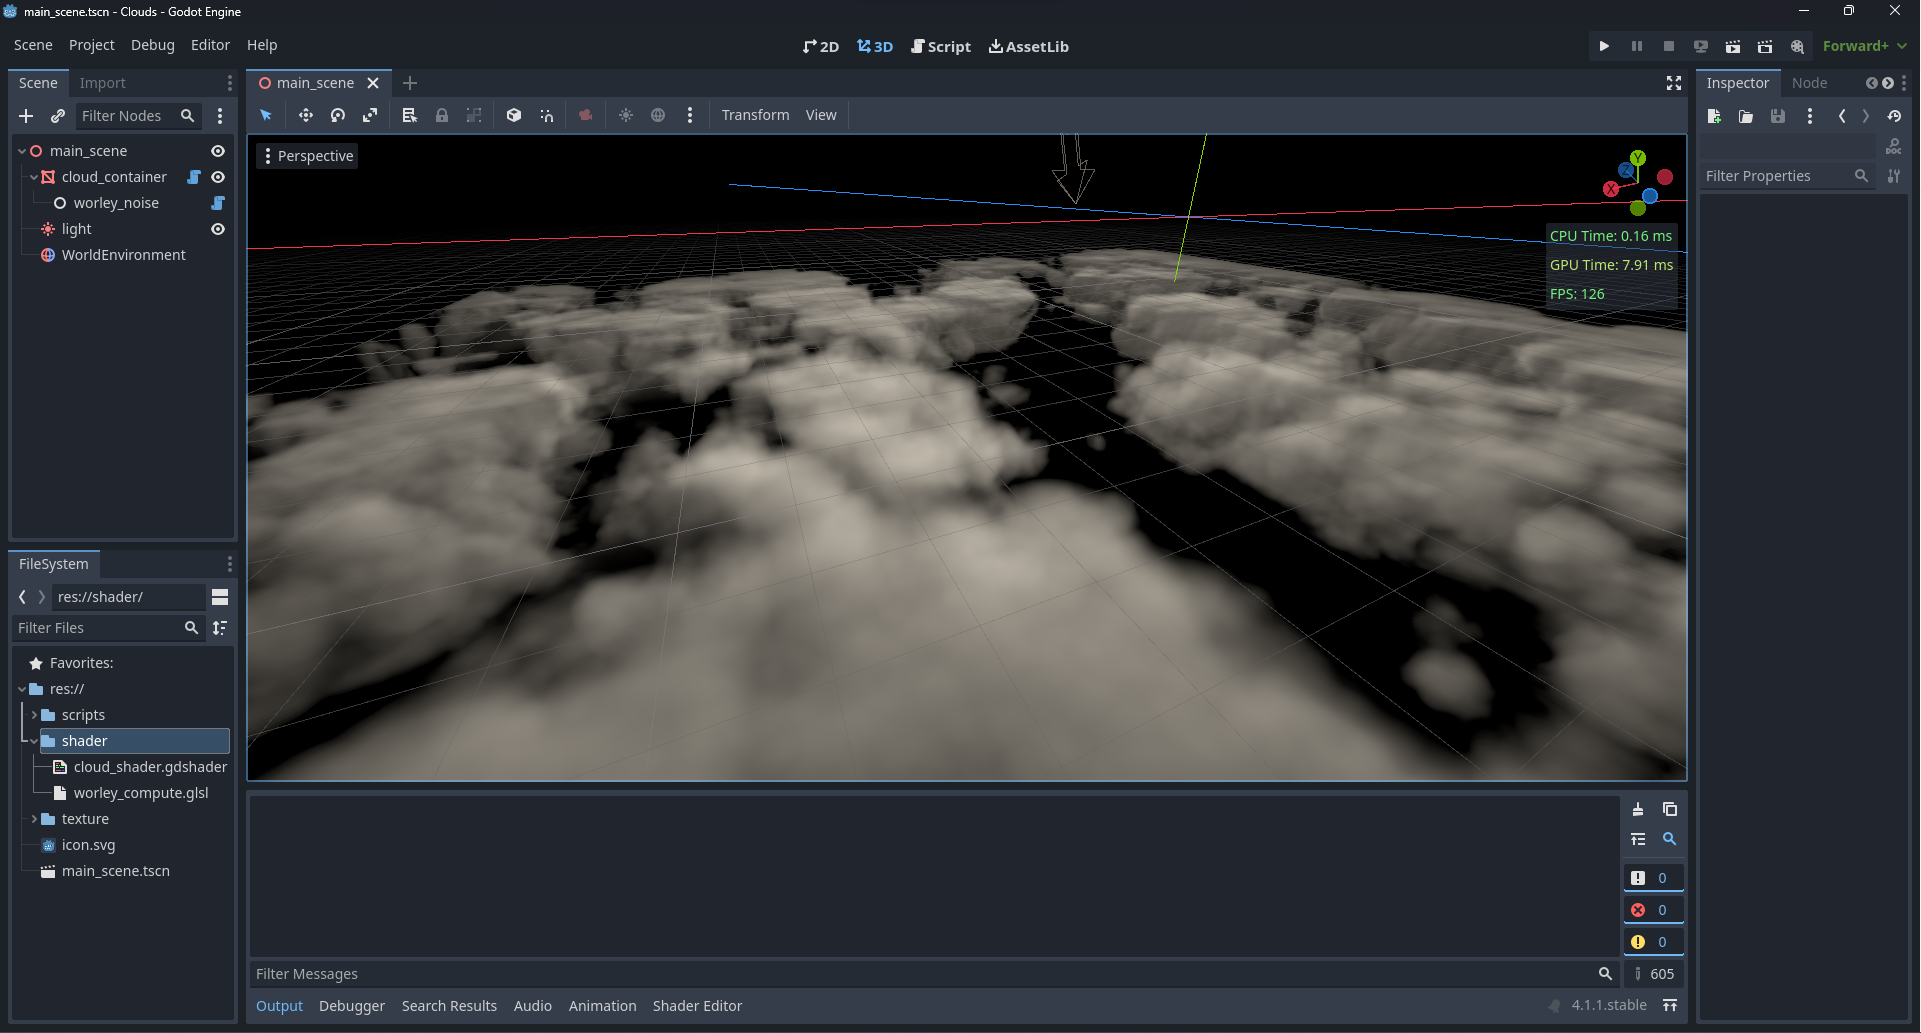 main_scene.tscn - Clouds - Godot Engine
Scene Project Debug Editor Help
2D 3D Script AssetLib
Forward+
Scene Import
main_scene
Inspector Node
Filter Nodes
Transform View
main_scene
cloud_container
worley_noise
light
WorldEnvironment
Perspective
Y
Z
X
CPU Time: 0.16 ms
GPU Time: 7.91 ms
FPS: 126
DOC
Filter Properties
FileSystem
res://shader/
Filter Files
Favorites:
res://
scripts
shader
cloud_shader.gdshader
worley_compute.glsl
texture
icon.svg
main_scene.tscn
0
0
0
Filter Messages
605
Output Debugger Search Results Audio Animation Shader Editor
4.1.1.stable